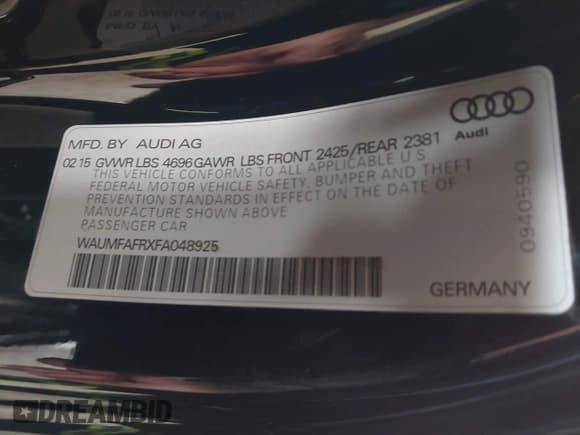 Audi
MFD. BY AUDI AG
02 15 GVWR LBS 4696 GAWR LBS FRONT 2425/REAR 2381
THIS VEHICLE CONFORMS TO ALL APPLICABLE U S
FEDERAL MOTOR VEHICLE SAFETY, BUMPER AND THEFT
PREVENTION STANDARDS IN EFFECT ON THE DATE OF
MANUFACTURE SHOWN ABOVE
PASSENGER CAR
WAUMFAFRXFA048925
GERMANY
0940590
DREAMBID